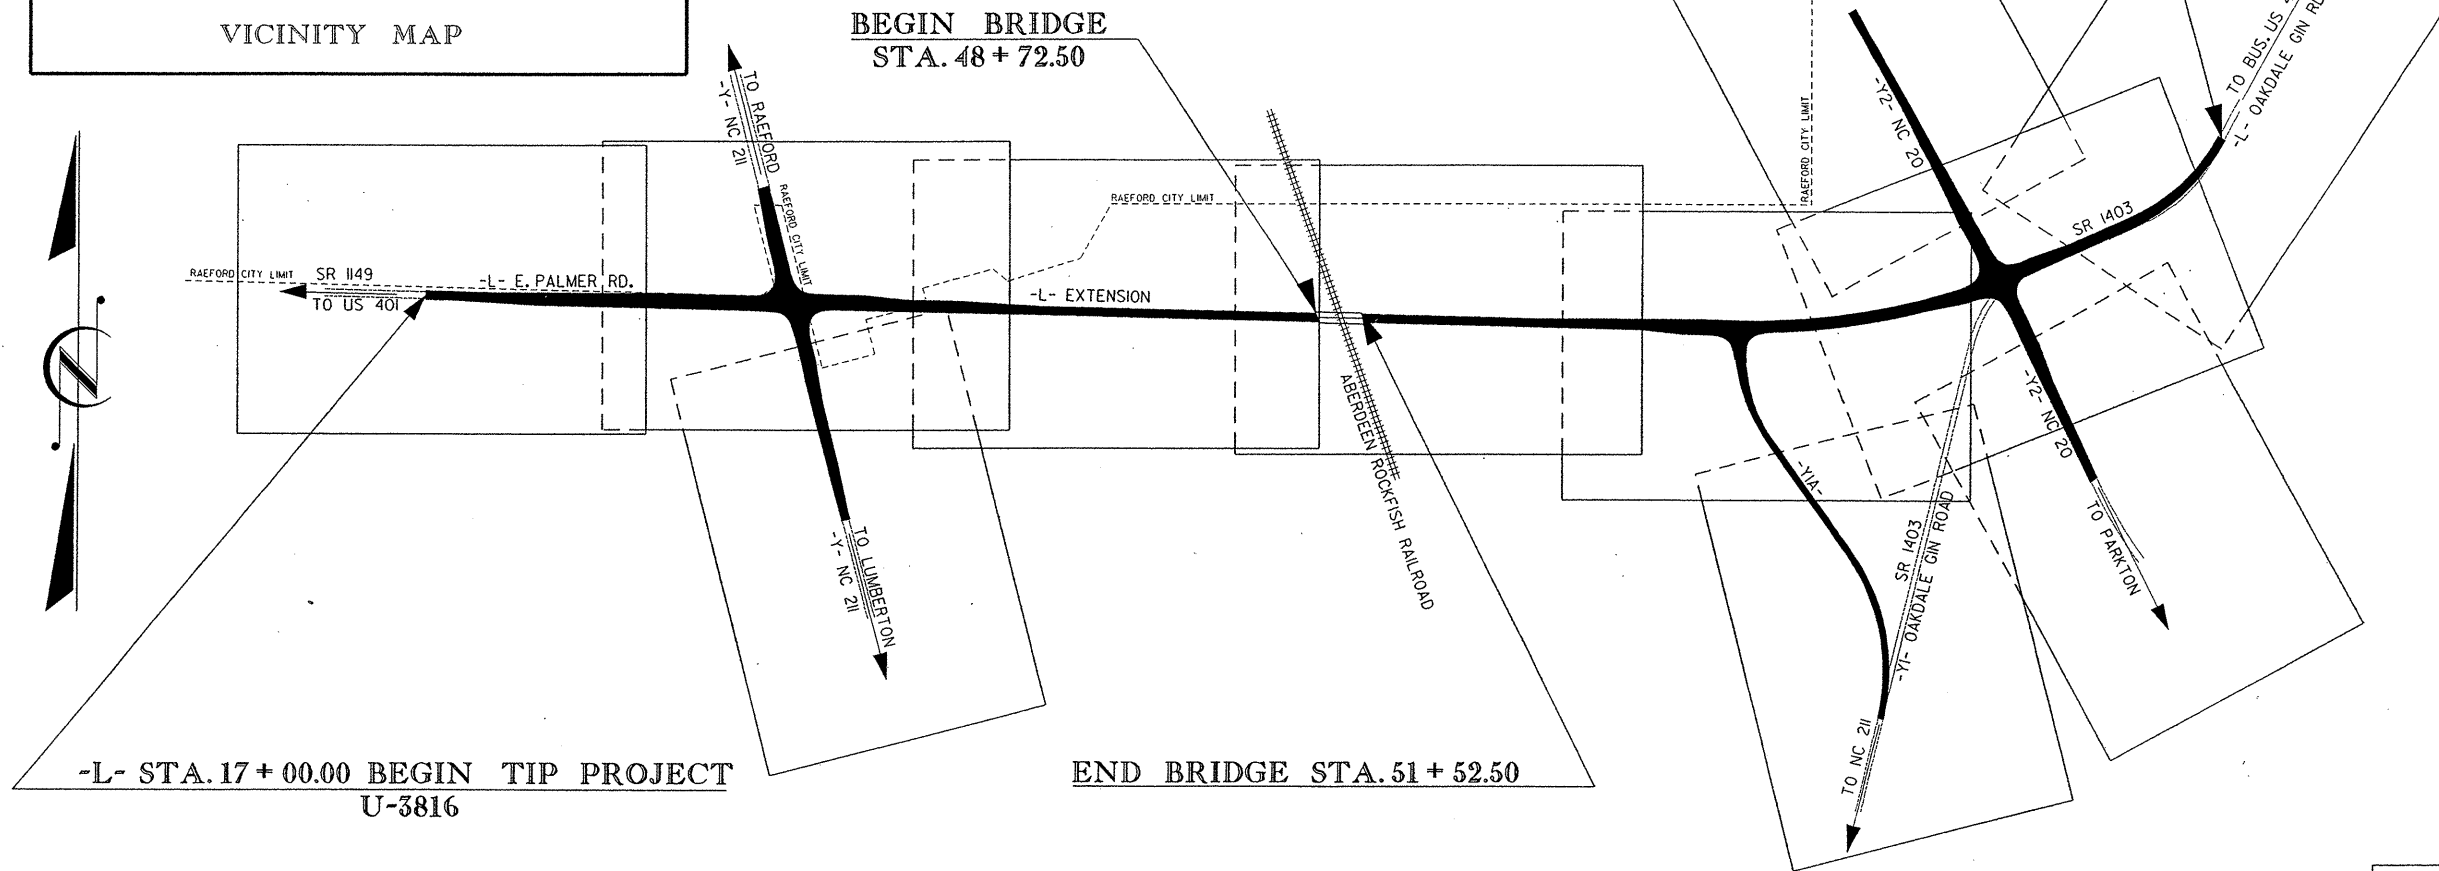 VICINITY MAP
BEGIN BRIDGE
STA. 48 + 72.50
TO RAEFORD
-Y- NC 211
RAEFORD CITY LIMIT
RAEFORD CITY LIMIT
SR 1149
TO US 401
-L- E. PALMER RD.
RAEFORD CITY LIMIT
-L- EXTENSION
RAEFORD CITY LIMIT
-Y2- NC 20
TO BUS. US
-L- OAKDALE GIN RD
SR 1403
ABERDEEN ROCKFISH RAILROAD
-Y1A-
-Y2- NC 20
TO PARKTON
SR 1403
-Y1- OAKDALE GIN ROAD
TO NC 211
TO LUMBERTON
-Y- NC 211
N
-L- STA. 17 + 00.00 BEGIN TIP PROJECT
U-3816
END BRIDGE STA. 51 + 52.50